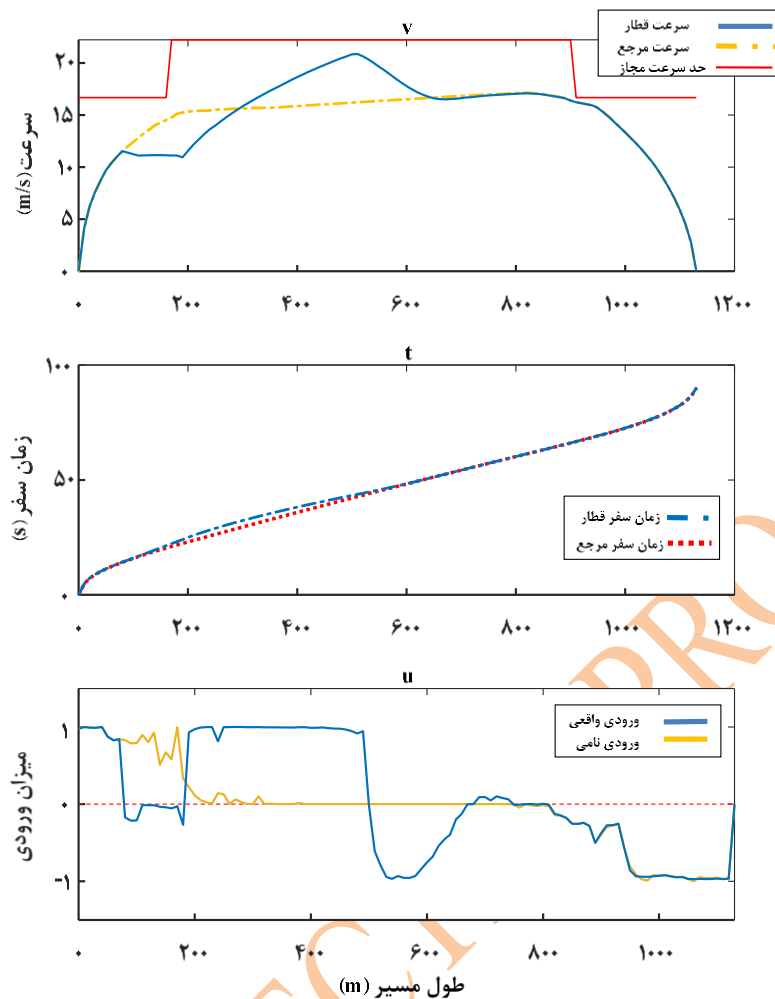 v
سرعت قطار
سرعت مرجع
حد سرعت مجاز
سرعت (m/s)
۲۰
۱۵
۱۰
۵
۰
۰ ۲۰۰ ۴۰۰ ۶۰۰ ۸۰۰ ۱۰۰۰ ۱۲۰۰
t
زمان سفر (s)
۱۰۰
۵۰
۰
زمان سفر قطار
زمان سفر مرجع
۰ ۲۰۰ ۴۰۰ ۶۰۰ ۸۰۰ ۱۰۰۰ ۱۲۰۰
u
میزان ورودی
ورودی واقعی
ورودی نامی
۱
۰
-۱
۰ ۲۰۰ ۴۰۰ ۶۰۰ ۸۰۰ ۱۰۰۰
طول مسیر (m)